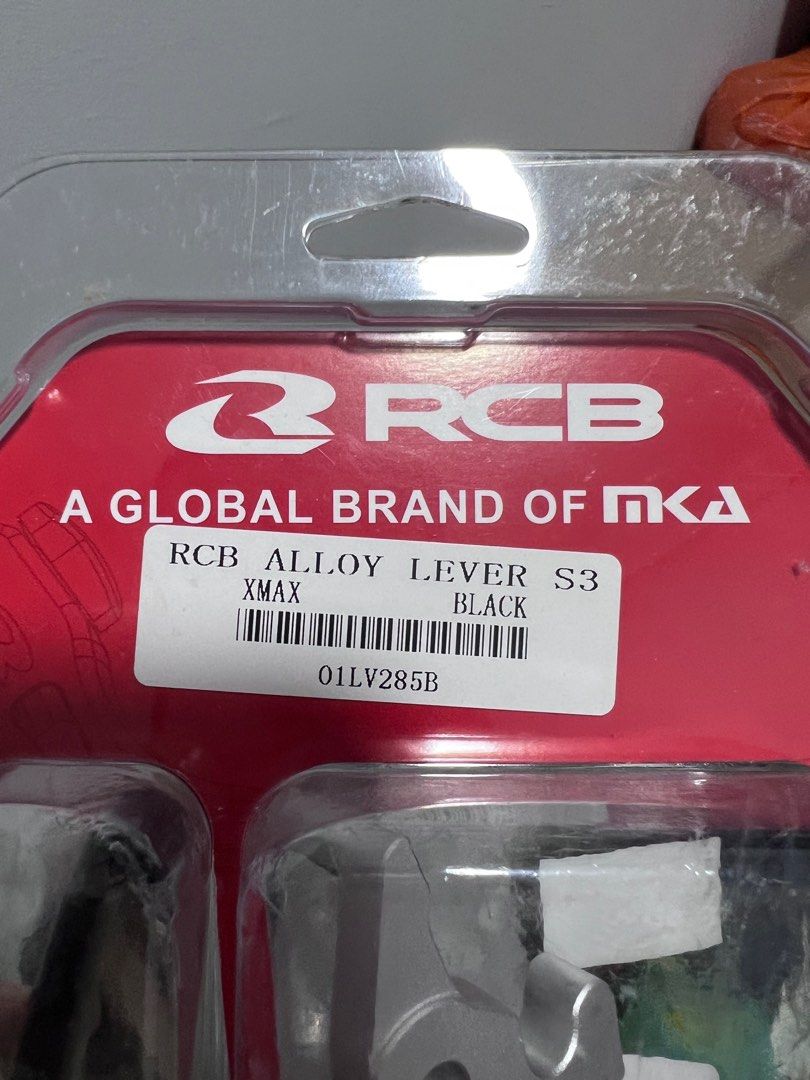 RCB
A GLOBAL BRAND OF MKA
RCB ALLOY LEVER S3
XMAX BLACK
01LV285B